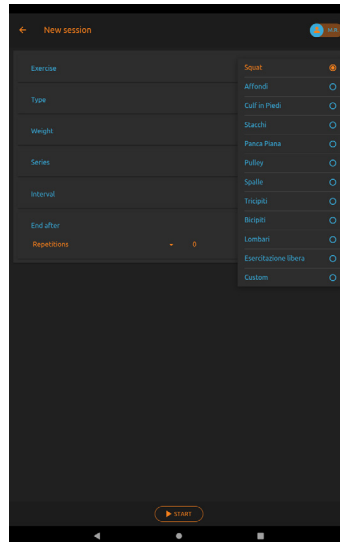 New session
M.R.
Exercise
Type
Weight
Series
Interval
End after
Repetitions
0
Squat
Affondi
Culf in Piedi
Stacchi
Panca Piana
Pulley
Spalle
Tricipiti
Bicipiti
Lombari
Esercitazione libera
Custom
START